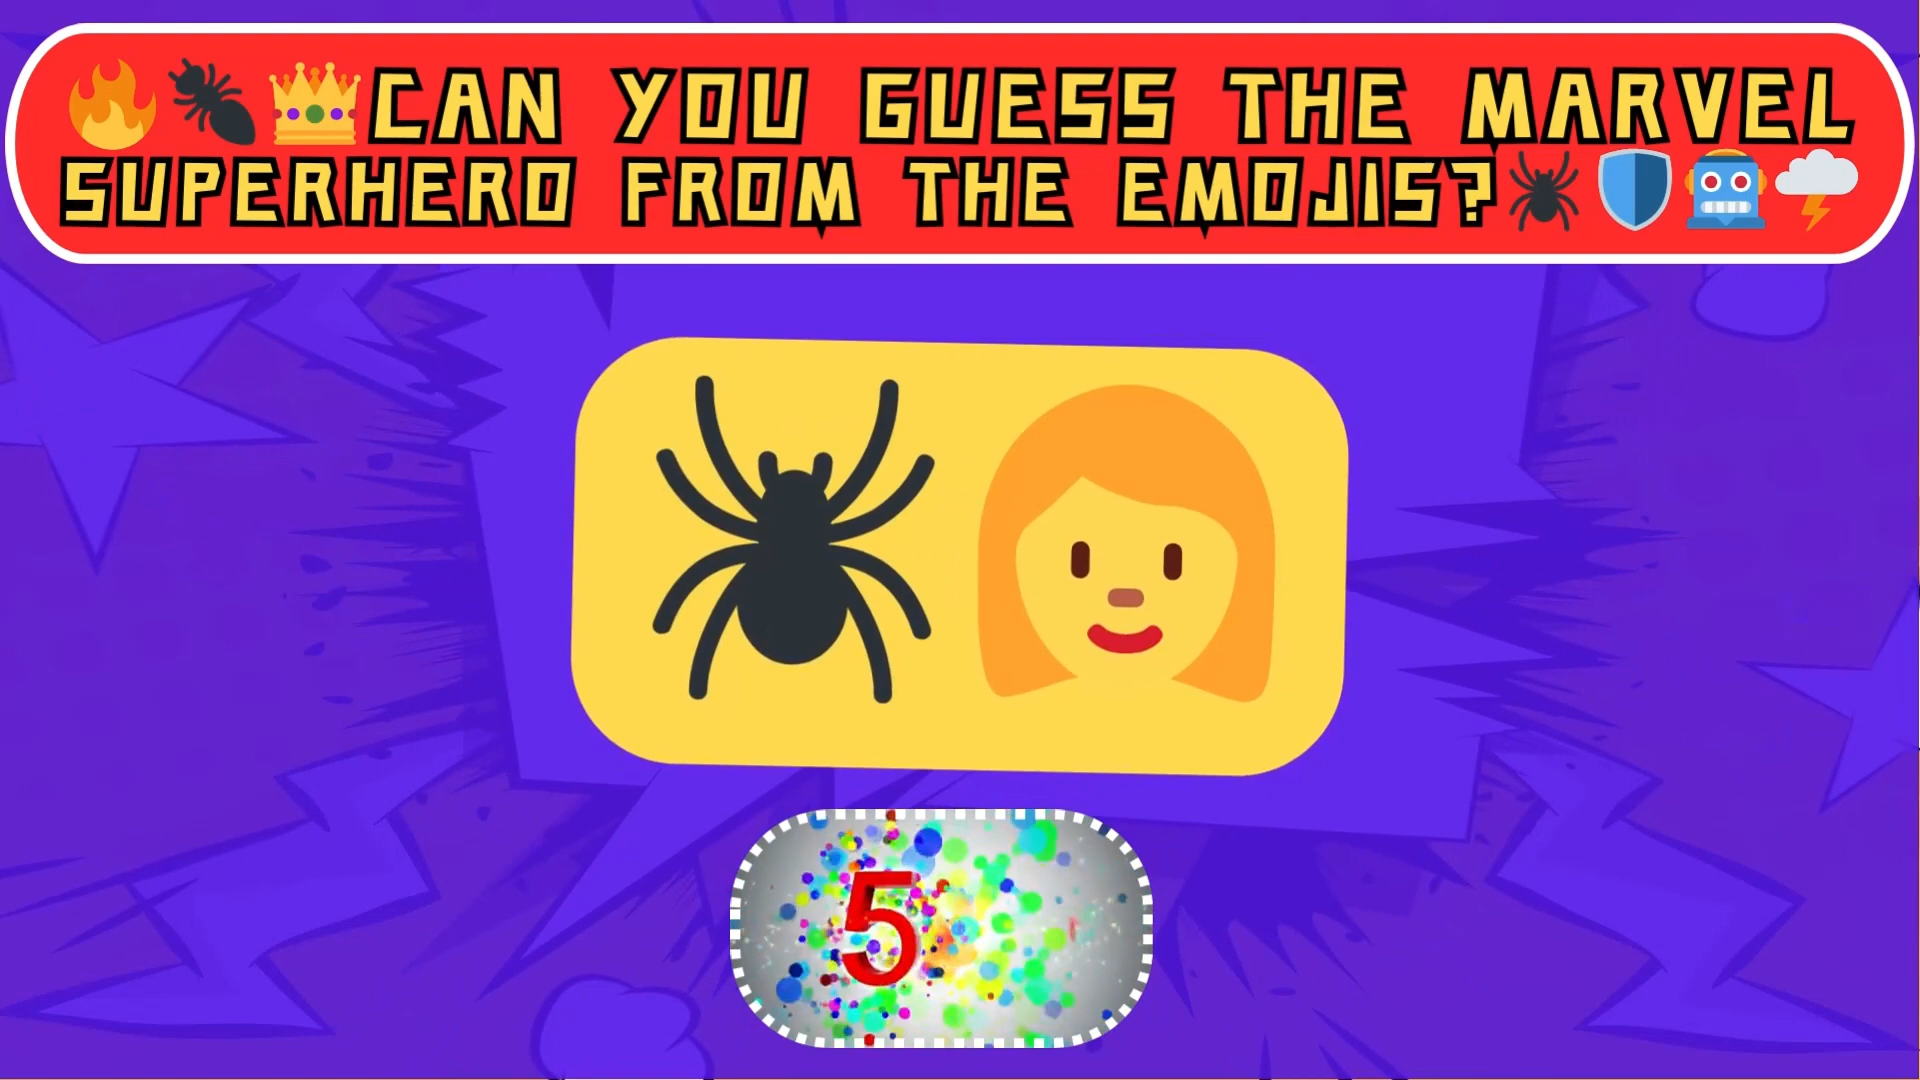 🔥🐜👑CAN YOU GUESS THE MARVEL
SUPERHERO FROM THE EMOJIS?🕷🛡🤖🌩
5